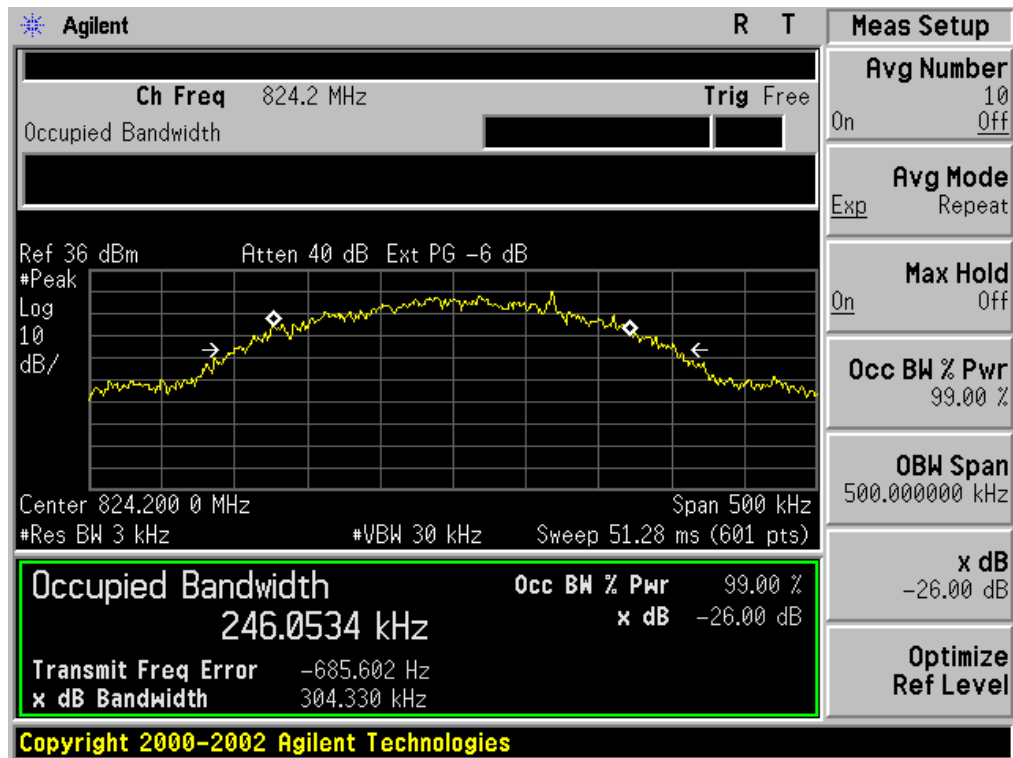 Agilent R T
Ch Freq 824.2 MHz Trig Free
Occupied Bandwidth
Ref 36 dBm Atten 40 dB Ext PG -6 dB
#Peak
Log
10
dB/
Center 824.200 0 MHz Span 500 kHz
#Res BW 3 kHz #VBW 30 kHz Sweep 51.28 ms (601 pts)
Occupied Bandwidth Occ BW % Pwr 99.00 %
246.0534 kHz x dB -26.00 dB
Transmit Freq Error -685.602 Hz
x dB Bandwidth 304.330 kHz
Copyright 2000-2002 Agilent Technologies
Meas Setup
Avg Number
10
On Off
Avg Mode
Exp Repeat
Max Hold
On Off
Occ BW % Pwr
99.00 %
OBW Span
500.000000 kHz
x dB
-26.00 dB
Optimize
Ref Level